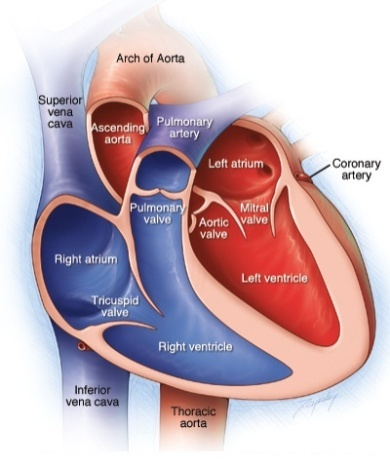 Arch of Aorta
Superior
vena
cava
Ascending
aorta
Pulmonary
artery
Left atrium
Coronary
artery
Pulmonary
valve
Aortic
valve
Mitral
valve
Right atrium
Left ventricle
Tricuspid
valve
Right ventricle
Inferior
vena cava
Thoracic
aorta